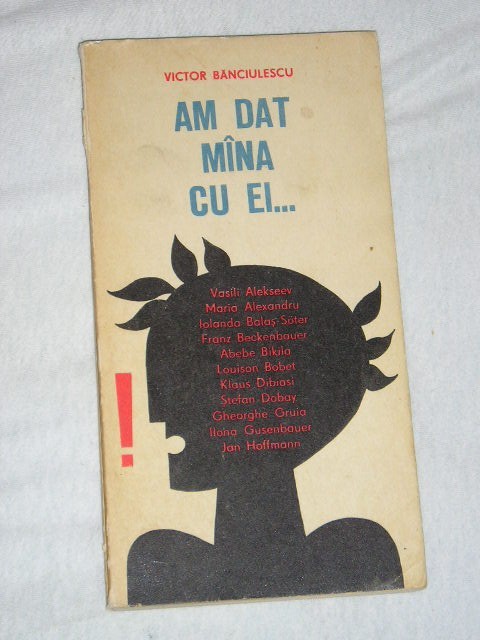 VICTOR BĂNCIULESCU
AM DAT
MÎNA
CU EI...
Vasili Alekseev
Maria Alexandru
Iolanda Balaş-Söter
Franz Beckenbauer
Abebe Bikila
Louison Bobet
Klaus Dibiasi
Stefan Dobay
Gheorghe Gruia
Ilona Gusenbauer
Jan Hoffmann
!